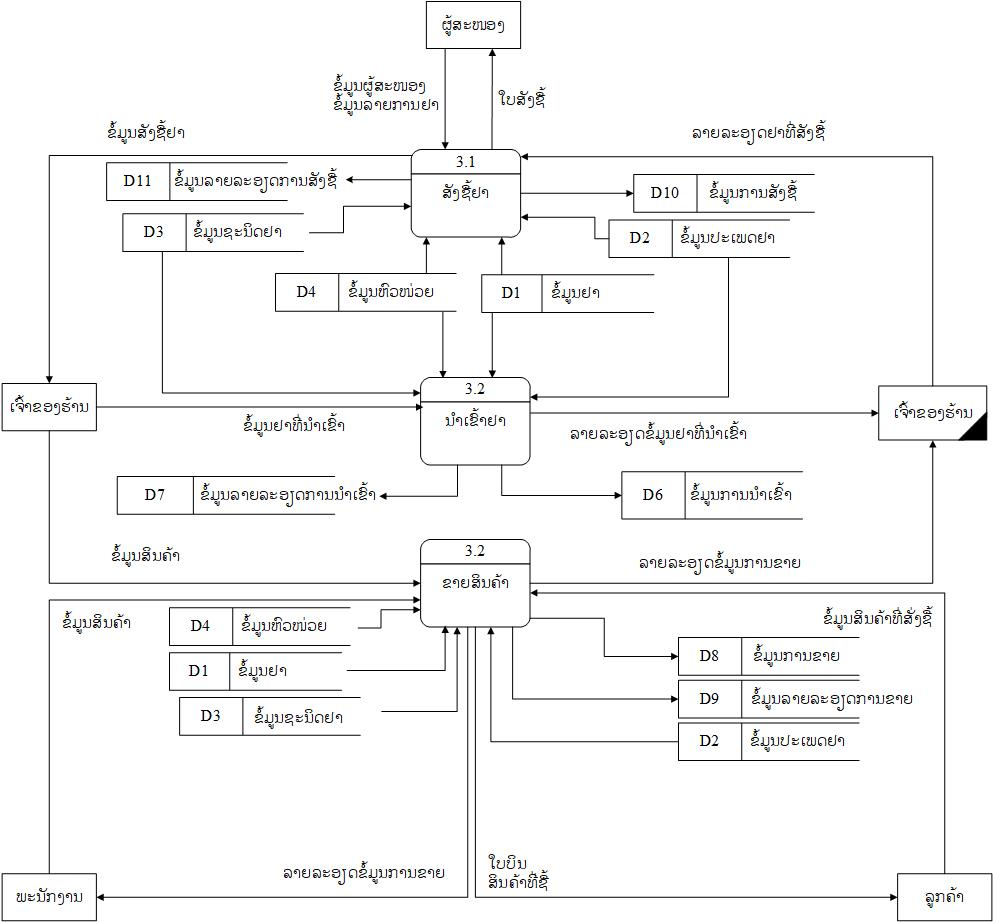 ຜູ້ສະໜອງ
ຂໍ້ມູນຜູ້ສະໜອງ
ຂໍ້ມູນລາຍການຢາ
ໃບສັ່ງຊື້
ຂໍ້ມູນສັ່ງຊື້ຢາ
ລາຍລະອຽດຢາທີ່ສັ່ງຊື້
3.1
ສັ່ງຊື້ຢາ
D11 ຂໍ້ມູນລາຍລະອຽດການສັ່ງຊື້
D10 ຂໍ້ມູນການສັ່ງຊື້
D3 ຂໍ້ມູນຊະນິດຢາ
D2 ຂໍ້ມູນປະເພດຢາ
D4 ຂໍ້ມູນຫົວໜ່ວຍ
D1 ຂໍ້ມູນຢາ
3.2
ນຳເຂົ້າຢາ
ເຈົ້າຂອງຮ້ານ
ເຈົ້າຂອງຮ້ານ
ຂໍ້ມູນຢາທີ່ນຳເຂົ້າ
ລາຍລະອຽດຂໍ້ມູນຢາທີ່ນຳເຂົ້າ
D7 ຂໍ້ມູນລາຍລະອຽດການນຳເຂົ້າ
D6 ຂໍ້ມູນການນຳເຂົ້າ
3.2
ຂາຍສິນຄ້າ
ຂໍ້ມູນສິນຄ້າ
ລາຍລະອຽດຂໍ້ມູນການຂາຍ
ຂໍ້ມູນສິນຄ້າ
ຂໍ້ມູນສິນຄ້າທີ່ສັ່ງຊື້
D4 ຂໍ້ມູນຫົວໜ່ວຍ
D1 ຂໍ້ມູນຢາ
D3 ຂໍ້ມູນຊະນິດຢາ
D8 ຂໍ້ມູນການຂາຍ
D9 ຂໍ້ມູນລາຍລະອຽດການຂາຍ
D2 ຂໍ້ມູນປະເພດຢາ
ລາຍລະອຽດຂໍ້ມູນການຂາຍ
ໃບບິນ
ສິນຄ້າທີ່ຊື້
ພະນັກງານ
ລູກຄ້າ